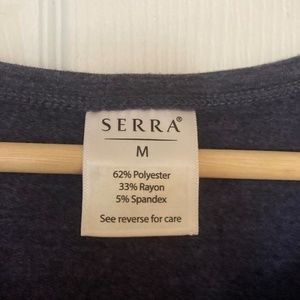 SERRA®
M
62% Polyester
33% Rayon
5% Spandex
See reverse for care